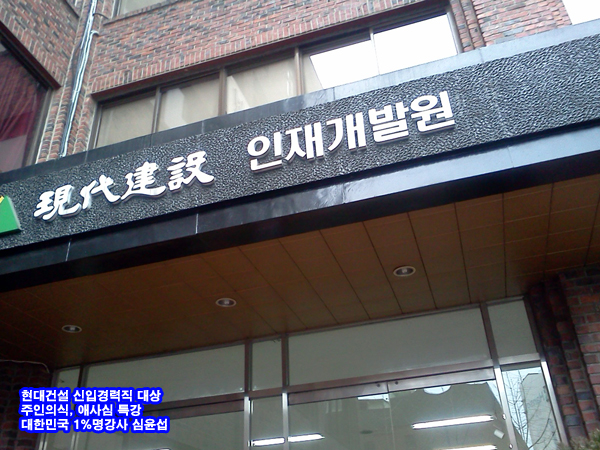 現代建設 인재개발원
현대건설 신입경력직 대상
주인의식, 애사심 특강
대한민국 1%명강사 심윤섭